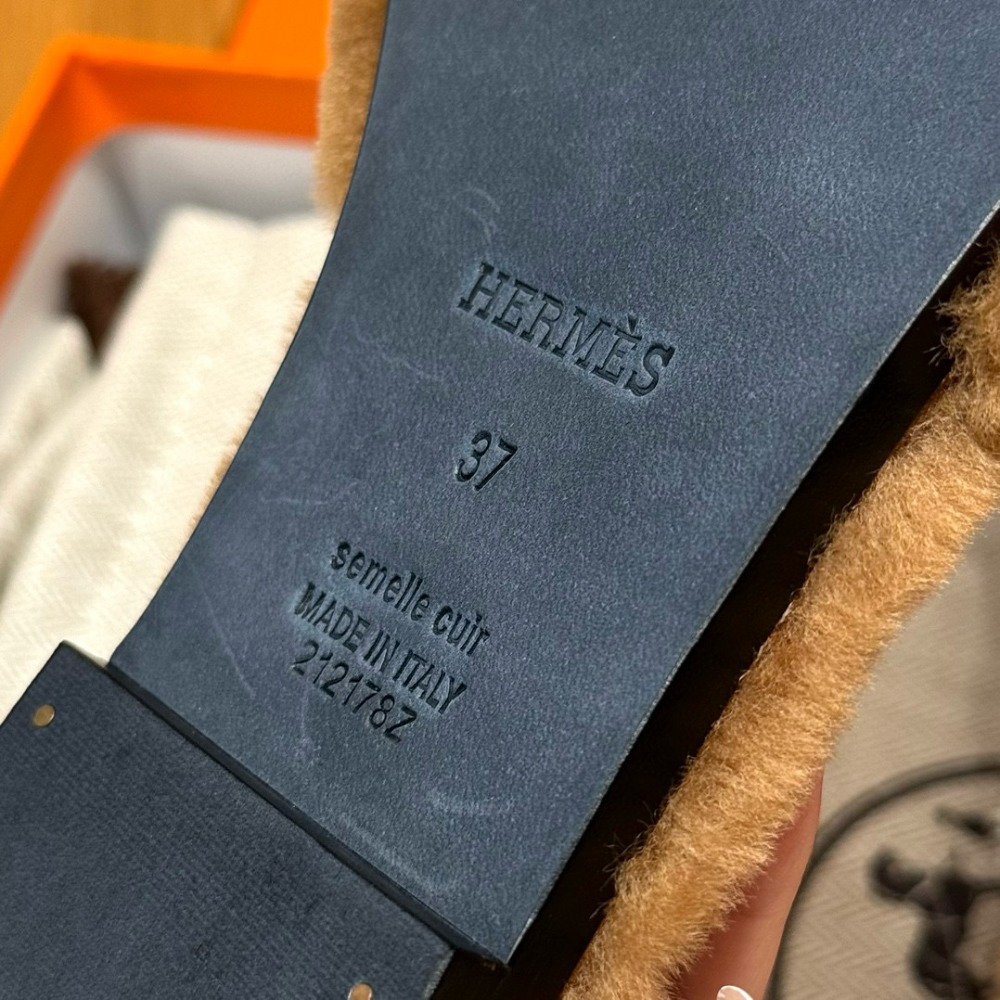 HERMÈS
37
semelle cuir
MADE IN ITALY
212178Z